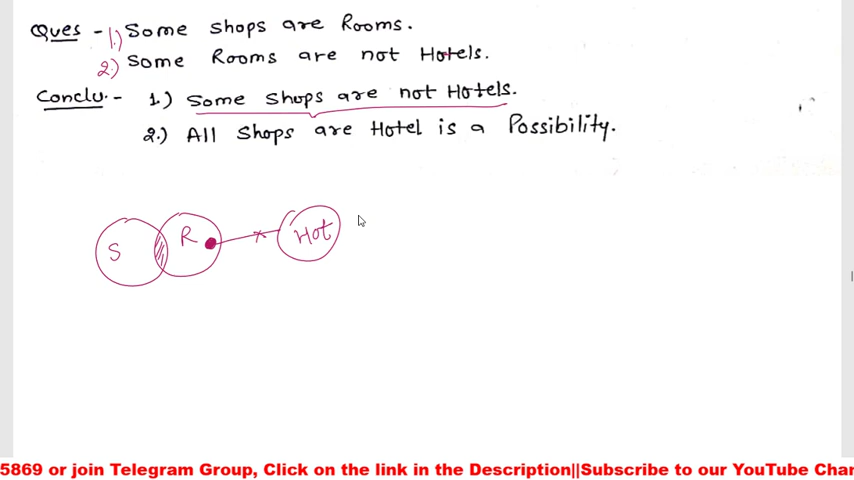 Ques - 1.) Some shops are Rooms.
2.) Some Rooms are not Hotels.
Conclu.- 1.) Some shops are not Hotels.
2.) All shops are Hotel is a Possibility.
S R Hot
5869 or join Telegram Group, Click on the link in the Description||Subscribe to our YouTube Char